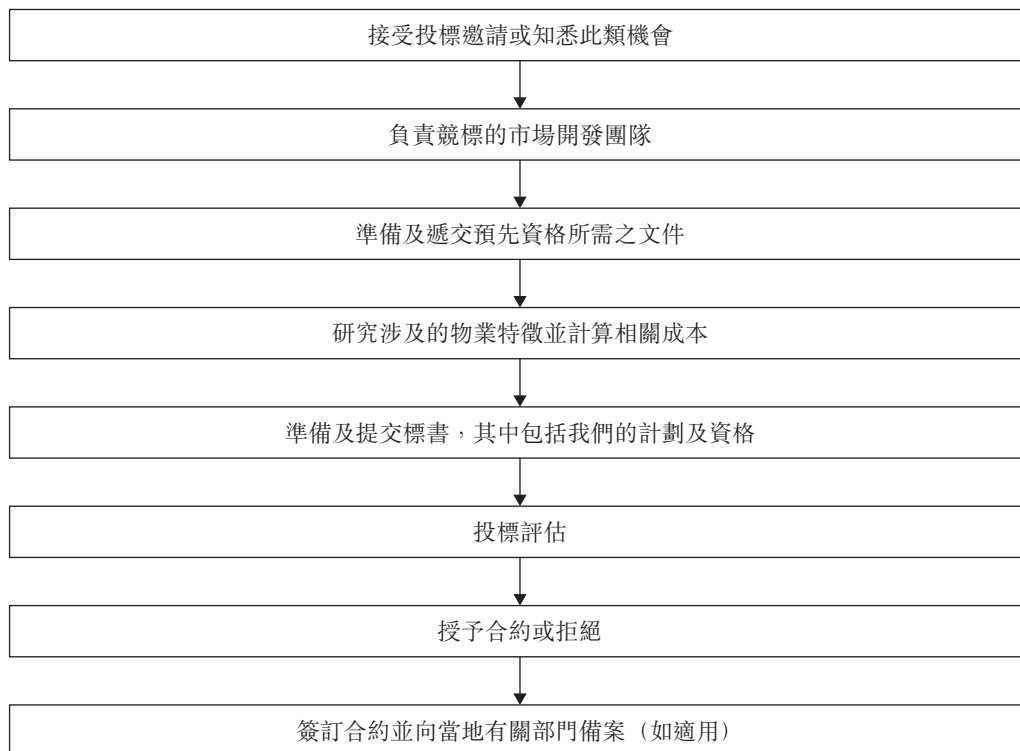 接受投標邀請或知悉此類機會
負責競標的市場開發團隊
準備及遞交預先資格所需之文件
研究涉及的物業特徵並計算相關成本
準備及提交標書，其中包括我們的計劃及資格
投標評估
授予合約或拒絕
簽訂合約並向當地有關部門備案（如適用）